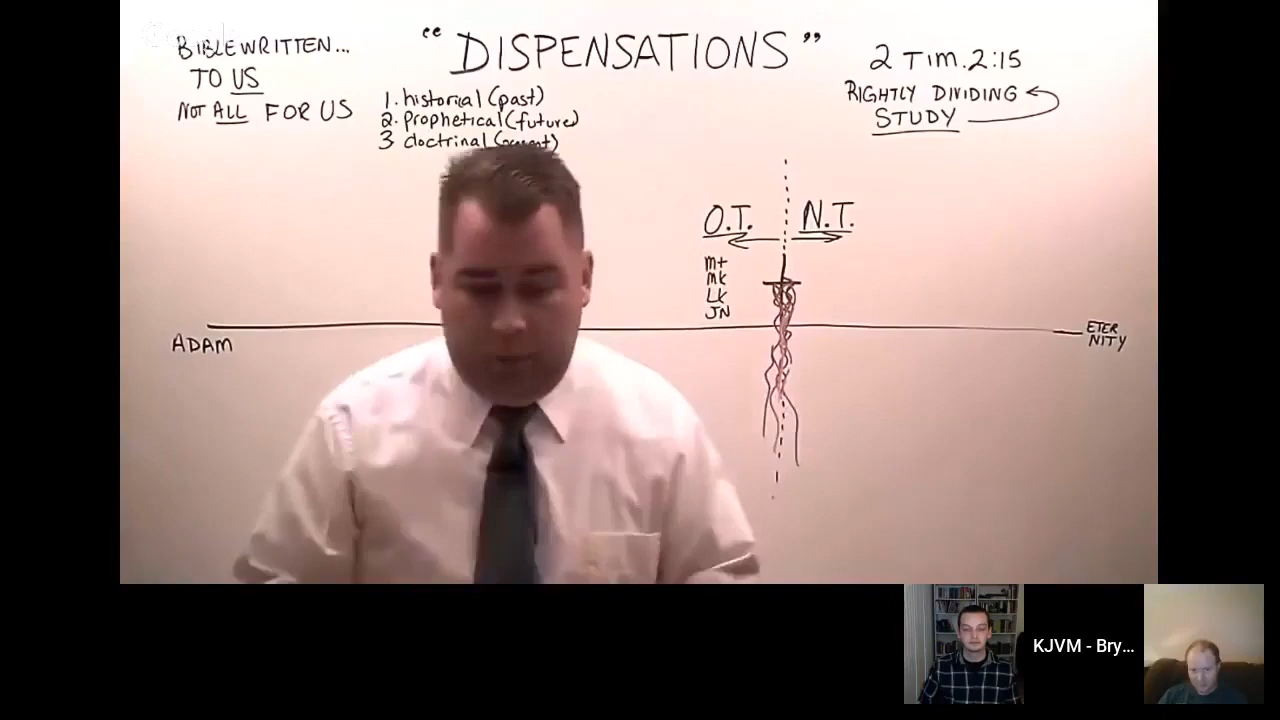 BIBLE WRITTEN...
TO US
NOT ALL FOR US
"DISPENSATIONS"
1. historical (past)
2. prophetical (future)
3 doctrinal
2 TIM. 2:15
RIGHTLY DIVIDING
STUDY
O.T. N.T.
mt
mk
LK
JN
ADAM
ETER
NITY
KJVM - Bry...